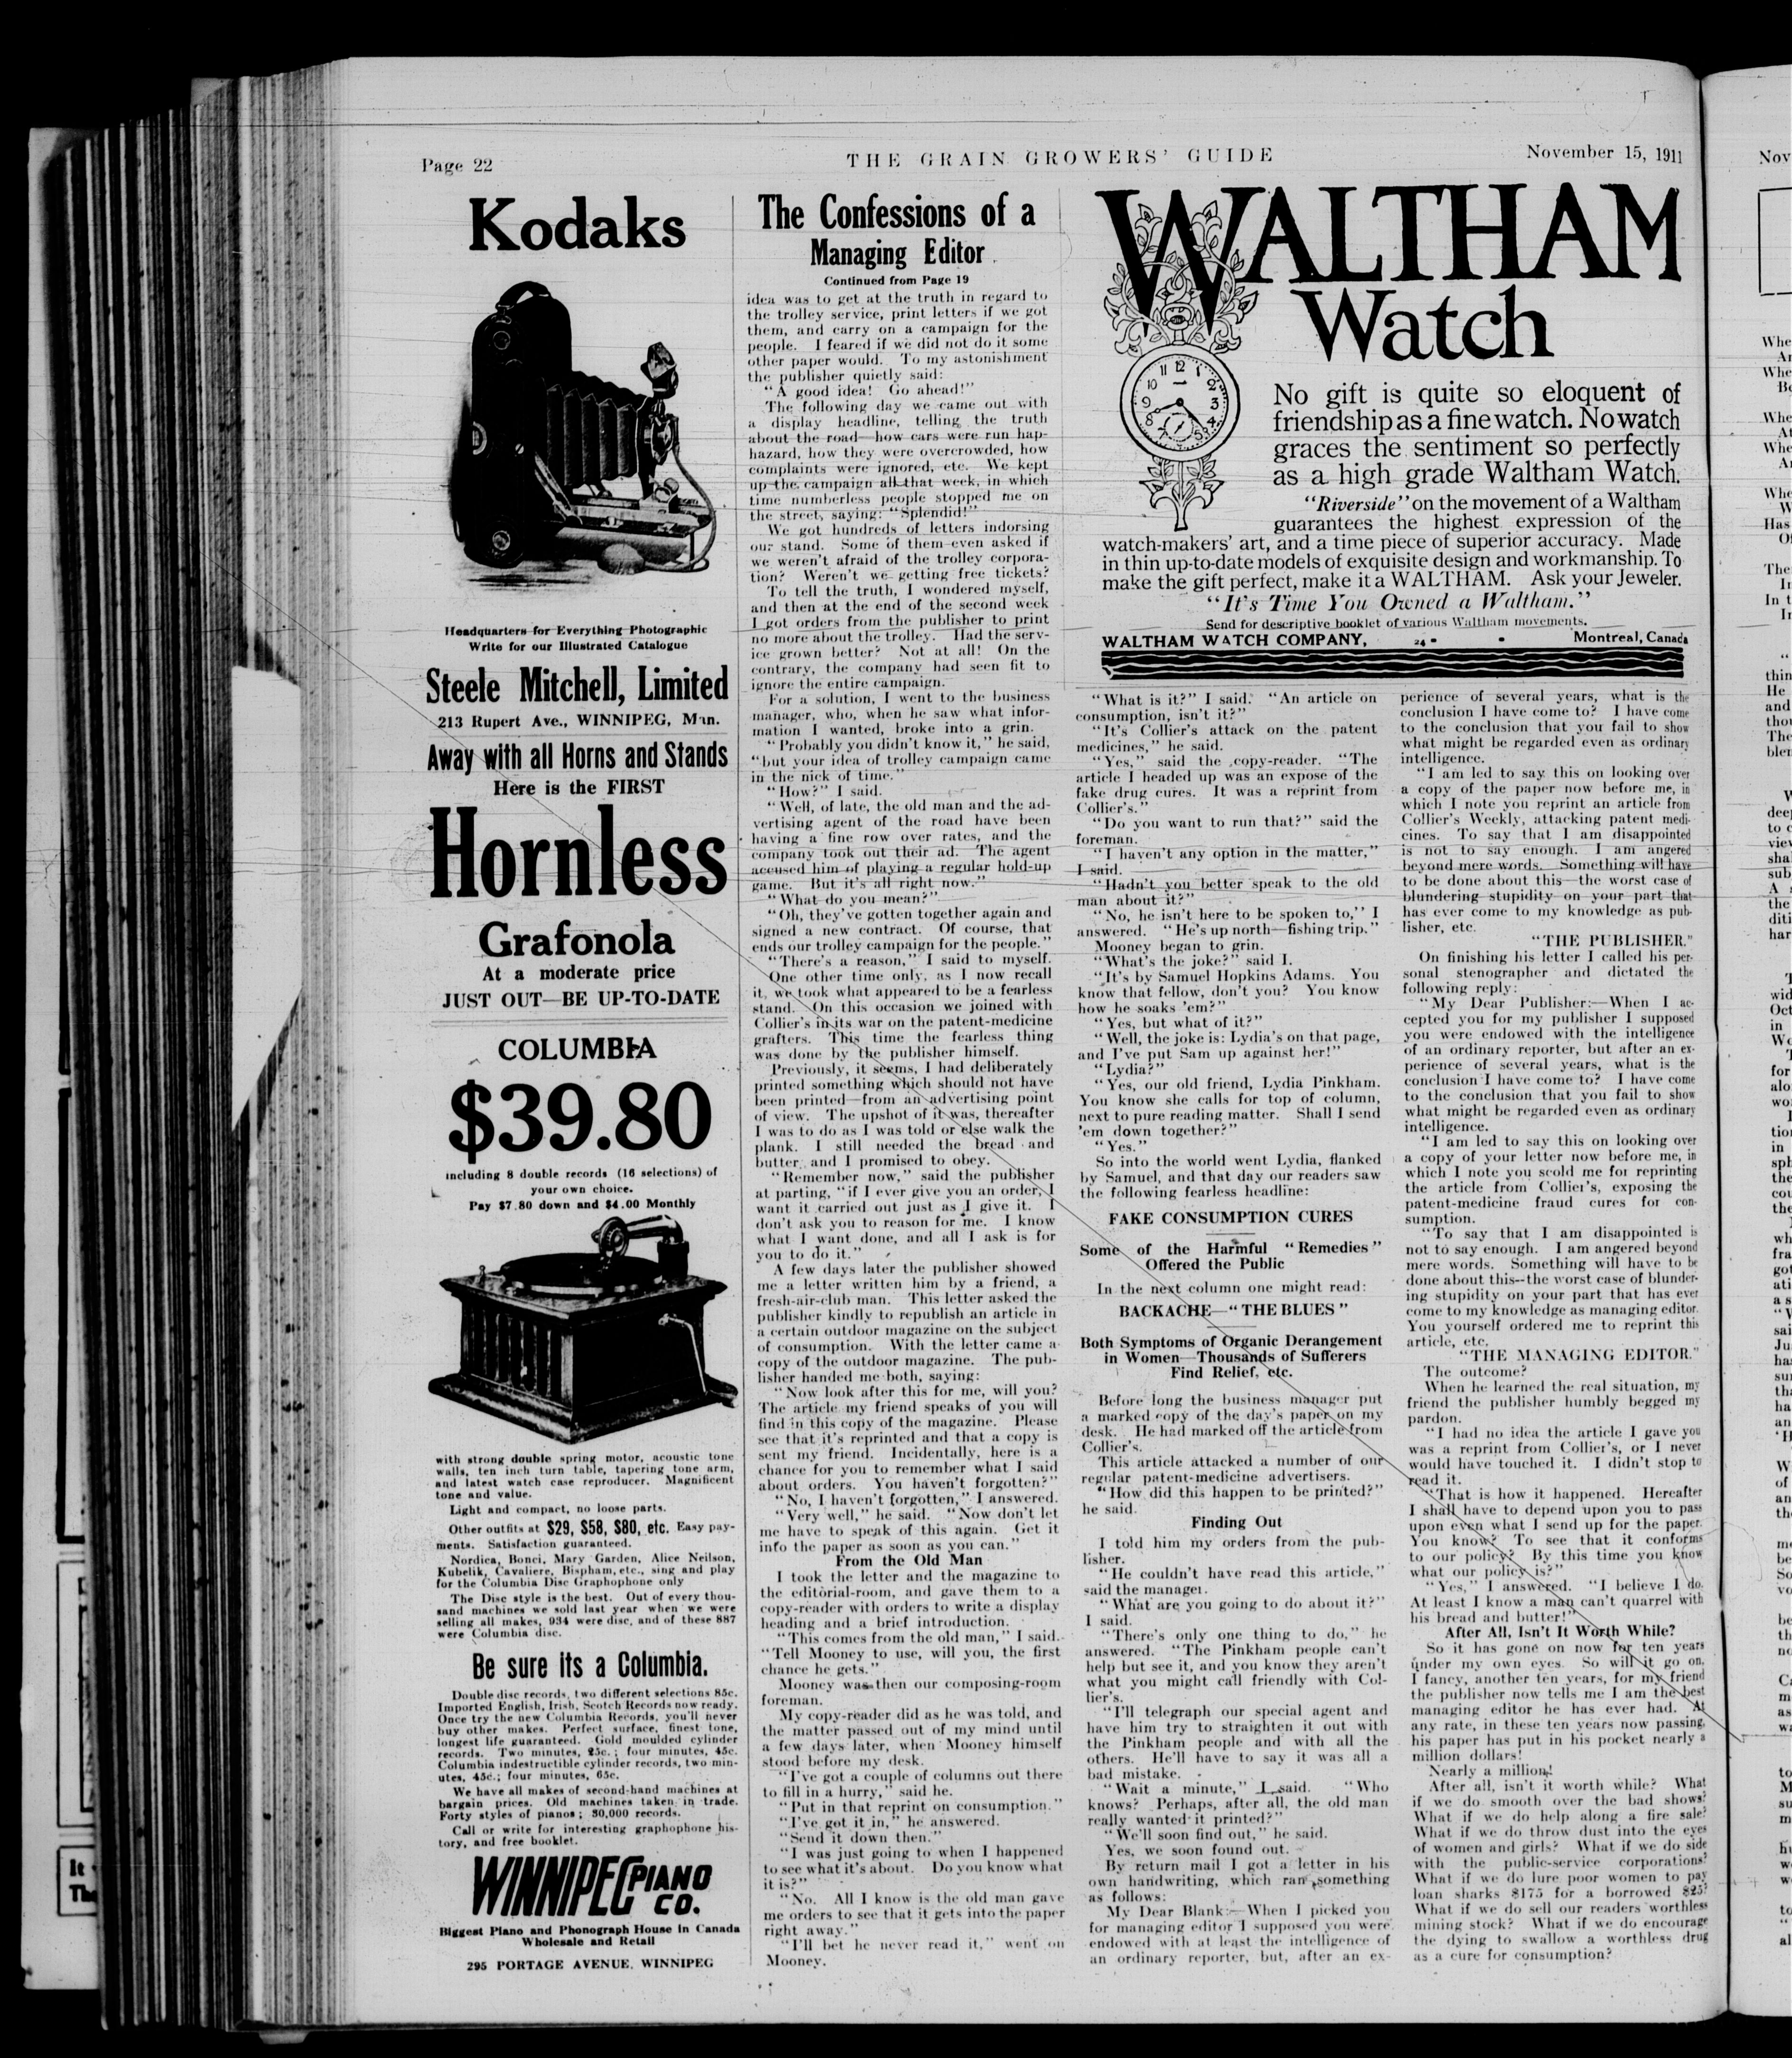 Page 22
THE GRAIN GROWERS' GUIDE
November 15, 1911
Kodaks
Headquarters for Everything Photographic
Write for our Illustrated Catalogue
Steele Mitchell, Limited
213 Rupert Ave., WINNIPEG, Man.
Away with all Horns and Stands
Here is the FIRST
Hornless
Grafonola
At a moderate price
JUST OUT—BE UP-TO-DATE
COLUMBIA
$39.80
including 8 double records (16 selections) of
your own choice.
Pay $7.80 down and $4.00 Monthly
with strong double spring motor, acoustic tone
walls, ten inch turn table, tapering tone arm,
and latest watch case reproducer. Magnificent
tone and value.
Light and compact, no loose parts.
Other outfits at $29, $58, $80, etc. Easy pay-
ments. Satisfaction guaranteed.
Nordica, Bonci, Mary Garden, Alice Neilson,
Kubelik, Cavaliere, Bispham, etc., sing and play
for the Columbia Disc Graphophone only
The Disc style is the best. Out of every thou-
sand machines we sold last year when we were
selling all makes, 934 were disc, and of these 887
were Columbia disc.
Be sure its a Columbia.
Double disc records, two different selections 85c.
Imported English, Irish, Scotch Records now ready.
Once try the new Columbia Records, you'll never
buy other makes. Perfect surface, finest tone,
longest life guaranteed. Gold moulded cylinder
records. Two minutes, 25c.; four minutes, 45c.
Columbia indestructible cylinder records, two min-
utes, 45c.; four minutes, 65c.
We have all makes of second-hand machines at
bargain prices. Old machines taken in trade.
Forty styles of pianos; 30,000 records.
Call or write for interesting graphophone his-
tory, and free booklet.
WINNIPEG PIANO CO.
Biggest Piano and Phonograph House in Canada
Wholesale and Retail
295 PORTAGE AVENUE, WINNIPEG
The Confessions of a
Managing Editor
Continued from Page 19
idea was to get at the truth in regard to
the trolley service, print letters if we got
them, and carry on a campaign for the
people. I feared if we did not do it some
other paper would. To my astonishment
the publisher quietly said:
"A good idea! Go ahead!"
The following day we came out with
a display headline, telling the truth
about the road—how cars were run hap-
hazard, how they were overcrowded, how
complaints were ignored, etc. We kept
up the campaign all that week, in which
time numberless people stopped me on
the street, saying: "Splendid!"
We got hundreds of letters indorsing
our stand. Some of them even asked if
we weren't afraid of the trolley corpora-
tion? Weren't we getting free tickets?
To tell the truth, I wondered myself,
and then at the end of the second week
I got orders from the publisher to print
no more about the trolley. Had the serv-
ice grown better? Not at all! On the
contrary, the company had seen fit to
ignore the entire campaign.
For a solution, I went to the business
manager, who, when he saw what infor-
mation I wanted, broke into a grin.
"Probably you didn't know it," he said,
"but your idea of trolley campaign came
in the nick of time."
"How?" I said.
"Well, of late, the old man and the ad-
vertising agent of the road have been
having a fine row over rates, and the
company took out their ad. The agent
accused him of playing a regular hold-up
game. But it's all right now."
"What do you mean?"
"Oh, they've gotten together again and
signed a new contract. Of course, that
ends our trolley campaign for the people."
"There's a reason," I said to myself.
One other time only, as I now recall
it, we took what appeared to be a fearless
stand. On this occasion we joined with
Collier's in its war on the patent-medicine
grafters. This time the fearless thing
was done by the publisher himself.
Previously, it seems, I had deliberately
printed something which should not have
been printed—from an advertising point
of view. The upshot of it was, thereafter
I was to do as I was told or else walk the
plank. I still needed the bread and
butter, and I promised to obey.
"Remember now," said the publisher
at parting, "if I ever give you an order, I
want it carried out just as I give it. I
don't ask you to reason for me. I know
what I want done, and all I ask is for
you to do it."
A few days later the publisher showed
me a letter written him by a friend, a
fresh-air-club man. This letter asked the
publisher kindly to republish an article in
a certain outdoor magazine on the subject
of consumption. With the letter came a
copy of the outdoor magazine. The pub-
lisher handed me both, saying:
"Now look after this for me, will you?
The article my friend speaks of you will
find in this copy of the magazine. Please
see that it's reprinted and that a copy is
sent my friend. Incidentally, here is a
chance for you to remember what I said
about orders. You haven't forgotten?"
"No, I haven't forgotten," I answered.
"Very well," he said. "Now don't let
me have to speak of this again. Get it
info the paper as soon as you can."
From the Old Man
I took the letter and the magazine to
the editorial-room, and gave them to a
copy-reader with orders to write a display
heading and a brief introduction.
"This comes from the old man," I said.
"Tell Mooney to use, will you, the first
chance he gets."
Mooney was then our composing-room
foreman.
My copy-reader did as he was told, and
the matter passed out of my mind until
a few days later, when Mooney himself
stood before my desk.
"I've got a couple of columns out there
to fill in a hurry," said he.
"Put in that reprint on consumption."
"I've got it in," he answered.
"Send it down then."
"I was just going to when I happened
to see what it's about. Do you know what
it is?"
"No. All I know is the old man gave
me orders to see that it gets into the paper
right away."
"I'll bet he never read it," went on
Mooney.
WALTHAM
Watch
No gift is quite so eloquent of
friendship as a fine watch. No watch
graces the sentiment so perfectly
as a high grade Waltham Watch.
"Riverside" on the movement of a Waltham
guarantees the highest expression of the
watch-makers' art, and a time piece of superior accuracy. Made
in thin up-to-date models of exquisite design and workmanship. To
make the gift perfect, make it a WALTHAM. Ask your Jeweler.
"It's Time You Owned a Waltham."
Send for descriptive booklet of various Waltham movements.
WALTHAM WATCH COMPANY, Montreal, Canada
"What is it?" I said. "An article on
consumption, isn't it?"
"It's Collier's attack on the patent
medicines," he said.
"Yes," said the copy-reader. "The
article I headed up was an expose of the
fake drug cures. It was a reprint from
Collier's."
"Do you want to run that?" said the
foreman.
"I haven't any option in the matter,"
I said.
"Hadn't you better speak to the old
man about it?"
"No, he isn't here to be spoken to," I
answered. "He's up north—fishing trip."
Mooney began to grin.
"What's the joke?" said I.
"It's by Samuel Hopkins Adams. You
know that fellow, don't you? You know
how he soaks 'em?"
"Yes, but what of it?"
"Well, the joke is: Lydia's on that page,
and I've put Sam up against her!"
"Lydia?"
"Yes, our old friend, Lydia Pinkham.
You know she calls for top of column,
next to pure reading matter. Shall I send
'em down together?"
"Yes."
So into the world went Lydia, flanked
by Samuel, and that day our readers saw
the following fearless headline:
FAKE CONSUMPTION CURES
Some of the Harmful "Remedies"
Offered the Public
In the next column one might read:
BACKACHE—"THE BLUES"
Both Symptoms of Organic Derangement
in Women—Thousands of Sufferers
Find Relief, etc.
Before long the business manager put
a marked copy of the day's paper on my
desk. He had marked off the article from
Collier's.
This article attacked a number of our
regular patent-medicine advertisers.
"How did this happen to be printed?"
he said.
Finding Out
I told him my orders from the pub-
lisher.
"He couldn't have read this article,"
said the manager.
"What are you going to do about it?"
I said.
"There's only one thing to do," he
answered. "The Pinkham people can't
help but see it, and you know they aren't
what you might call friendly with Col-
lier's.
"I'll telegraph our special agent and
have him try to straighten it out with
the Pinkham people and with all the
others. He'll have to say it was all a
bad mistake.
"Wait a minute," I said. "Who
knows? Perhaps, after all, the old man
really wanted it printed?"
"We'll soon find out," he said.
Yes, we soon found out.
By return mail I got a letter in his
own handwriting, which ran something
as follows:
My Dear Blank:—When I picked you
for managing editor I supposed you were
endowed with at least the intelligence of
an ordinary reporter, but, after an ex-
perience of several years, what is the
conclusion I have come to? I have come
to the conclusion that you fail to show
what might be regarded even as ordinary
intelligence.
"I am led to say this on looking over
a copy of the paper now before me, in
which I note you reprint an article from
Collier's Weekly, attacking patent medi-
cines. To say that I am disappointed
is not to say enough. I am angered
beyond mere words. Something will have
to be done about this—the worst case of
blundering stupidity on your part that
has ever come to my knowledge as pub-
lisher, etc.
"THE PUBLISHER."
On finishing his letter I called his per-
sonal stenographer and dictated the
following reply:
"My Dear Publisher:—When I ac-
cepted you for my publisher I supposed
you were endowed with the intelligence
of an ordinary reporter, but after an ex-
perience of several years, what is the
conclusion I have come to? I have come
to the conclusion that you fail to show
what might be regarded even as ordinary
intelligence.
"I am led to say this on looking over
a copy of your letter now before me, in
which I note you scold me for reprinting
the article from Collier's, exposing the
patent-medicine fraud cures for con-
sumption.
"To say that I am disappointed is
not to say enough. I am angered beyond
mere words. Something will have to be
done about this--the worst case of blunder-
ing stupidity on your part that has ever
come to my knowledge as managing editor.
You yourself ordered me to reprint this
article, etc.
"THE MANAGING EDITOR."
The outcome?
When he learned the real situation, my
friend the publisher humbly begged my
pardon.
"I had no idea the article I gave you
was a reprint from Collier's, or I never
would have touched it. I didn't stop to
read it.
"That is how it happened. Hereafter
I shall have to depend upon you to pass
upon even what I send up for the paper.
You know? To see that it conforms
to our policy? By this time you know
what our policy is?"
"Yes," I answered. "I believe I do.
At least I know a man can't quarrel with
his bread and butter!"
After All, Isn't It Worth While?
So it has gone on now for ten years
under my own eyes. So will it go on,
I fancy, another ten years, for my friend
the publisher now tells me I am the best
managing editor he has ever had. At
any rate, in these ten years now passing,
his paper has put in his pocket nearly a
million dollars!
Nearly a million!
After all, isn't it worth while? What
if we do smooth over the bad shows?
What if we do help along a fire sale?
What if we do throw dust into the eyes
of women and girls? What if we do side
with the public-service corporations?
What if we do lure poor women to pay
loan sharks $175 for a borrowed $25?
What if we do sell our readers worthless
mining stock? What if we do encourage
the dying to swallow a worthless drug
as a cure for consumption?